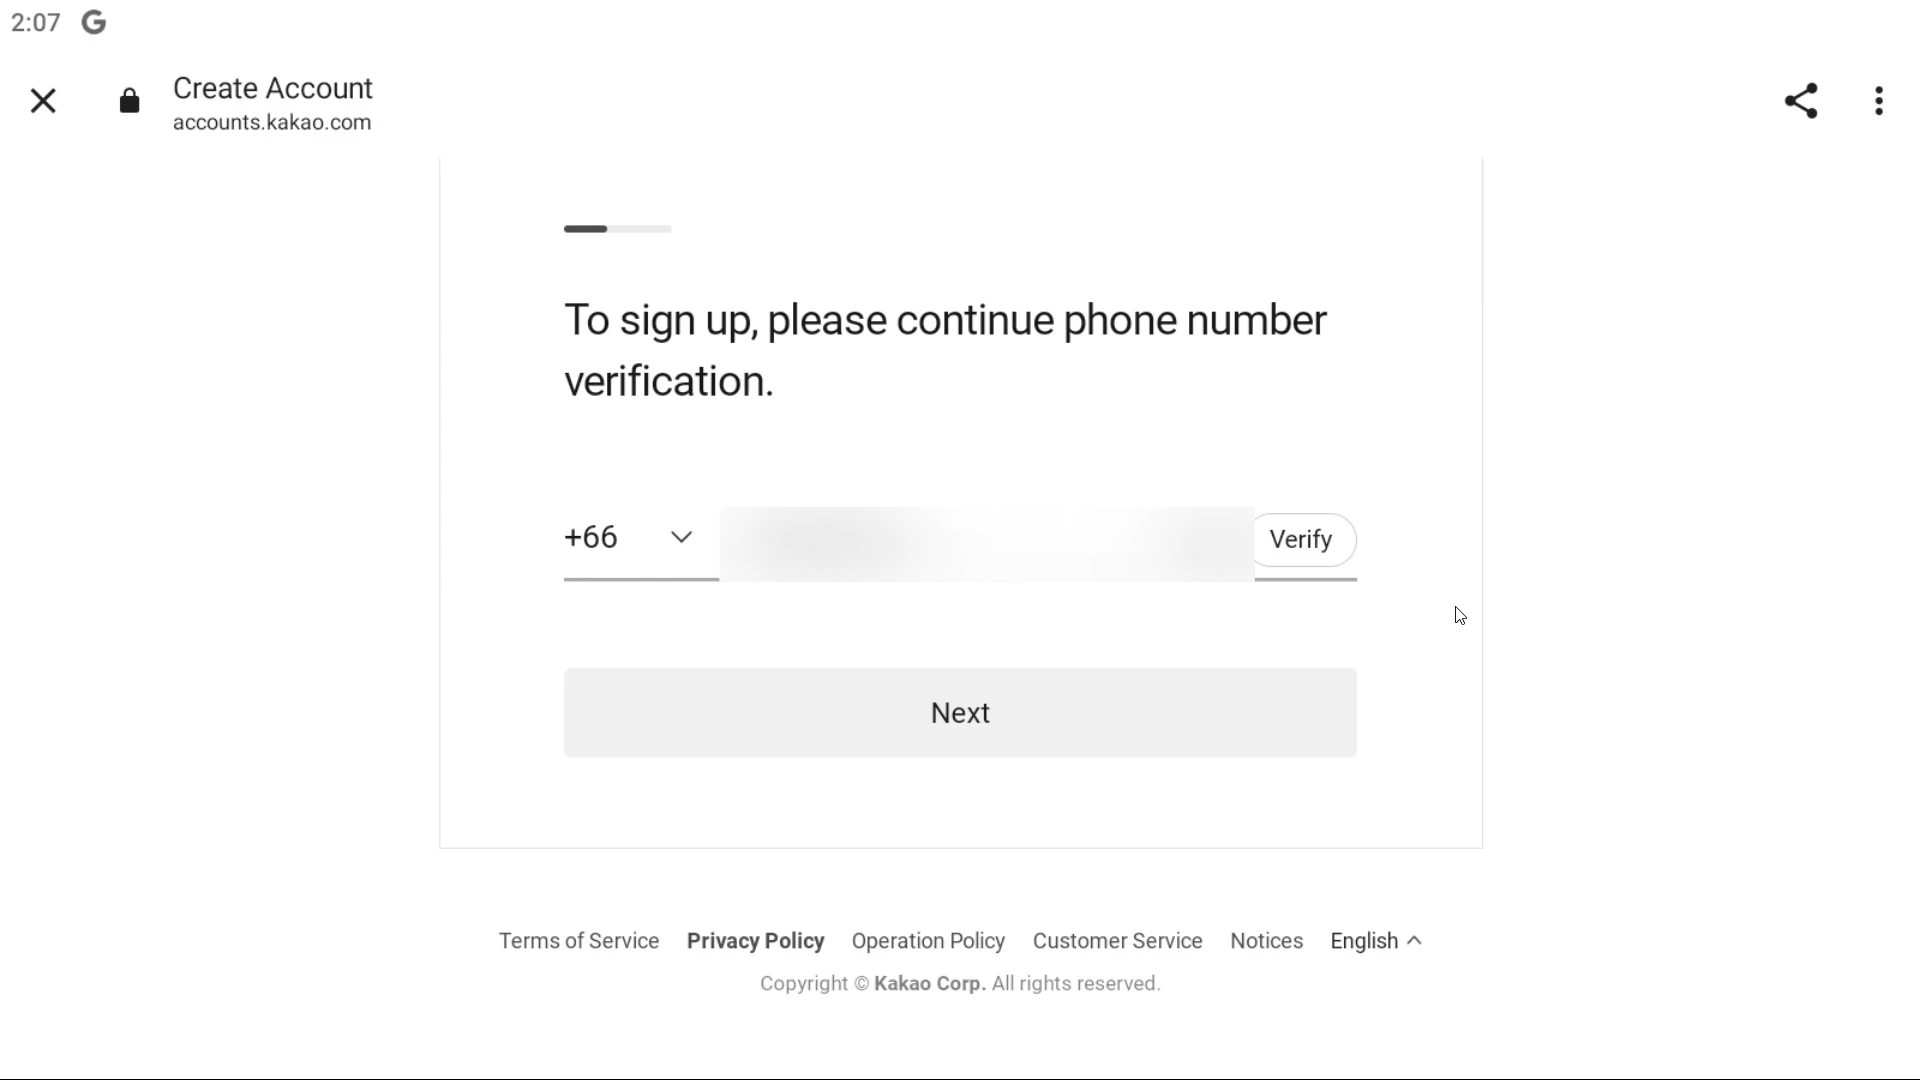 2:07 G
Create Account
accounts.kakao.com
To sign up, please continue phone number
verification.
+66
Verify
Next
Terms of Service Privacy Policy Operation Policy Customer Service Notices English
Copyright © Kakao Corp. All rights reserved.